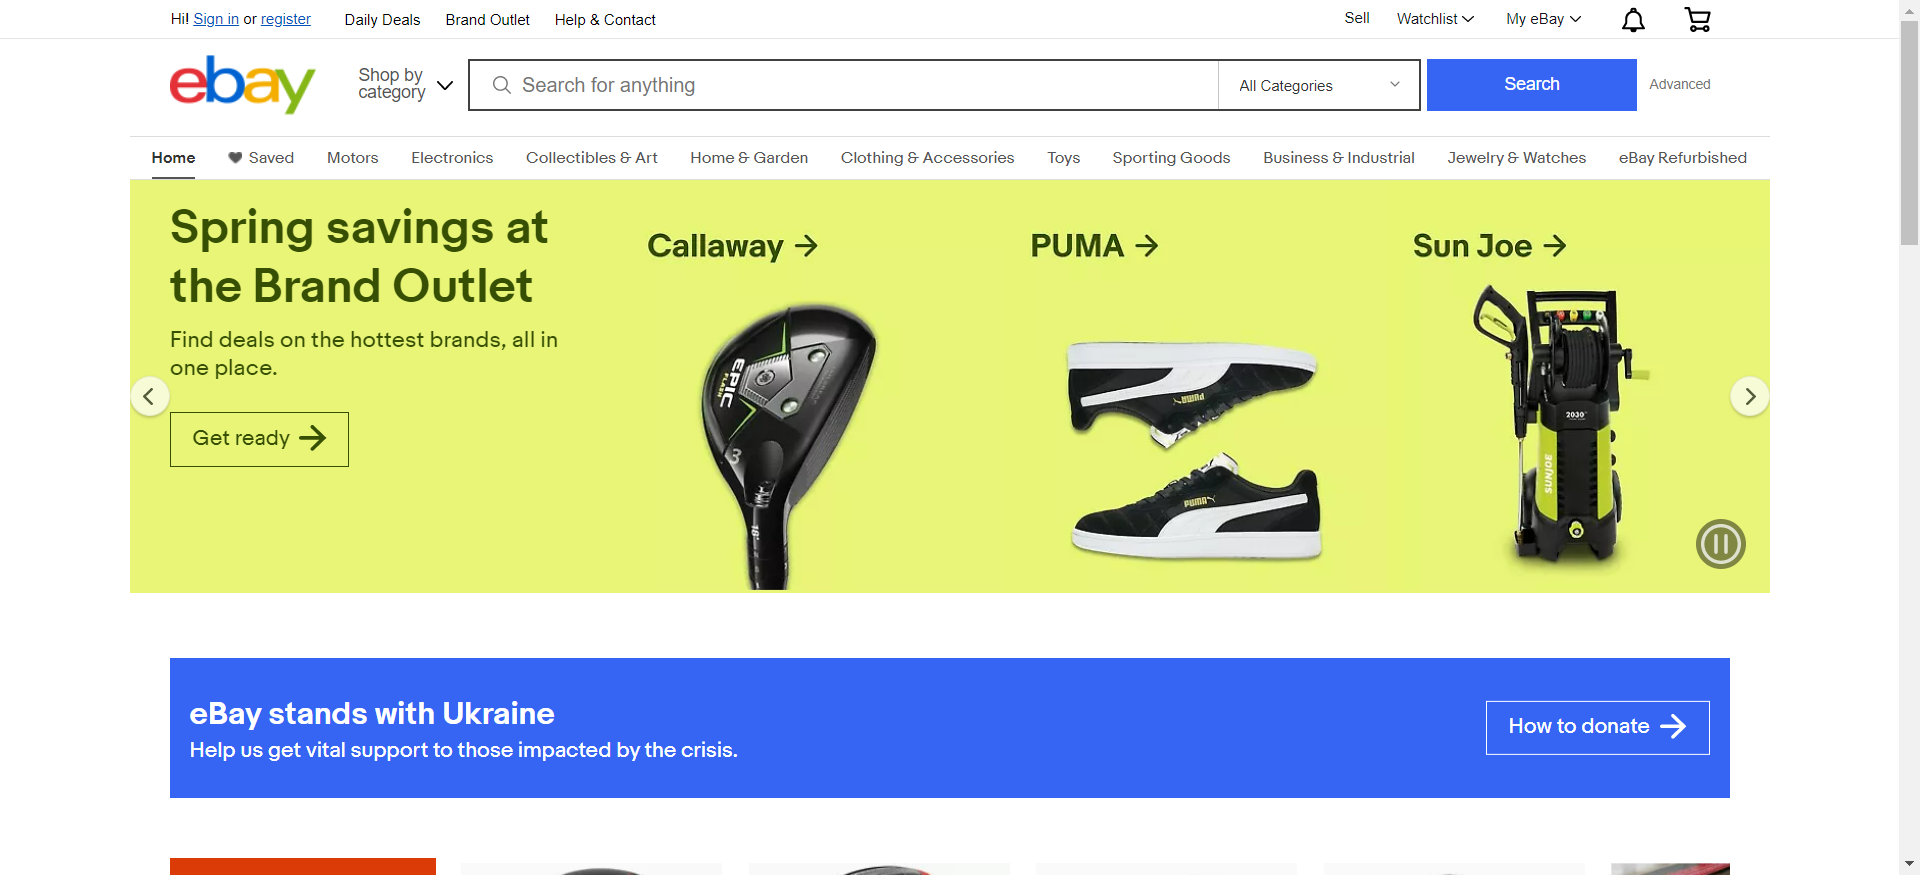 Hi! Sign in or register
Daily Deals
Brand Outlet
Help & Contact
Sell
Watchlist
My eBay
ebay
Shop by
category
Search for anything
All Categories
Search
Advanced
Home
Saved
Motors
Electronics
Collectibles & Art
Home & Garden
Clothing & Accessories
Toys
Sporting Goods
Business & Industrial
Jewelry & Watches
eBay Refurbished
Spring savings at
the Brand Outlet
Find deals on the hottest brands, all in
one place.
Get ready
Callaway
EPIC
FLASH
3
18°
PUMA
PUMA
PUMA
Sun Joe
2030
SUNJOE
eBay stands with Ukraine
Help us get vital support to those impacted by the crisis.
How to donate